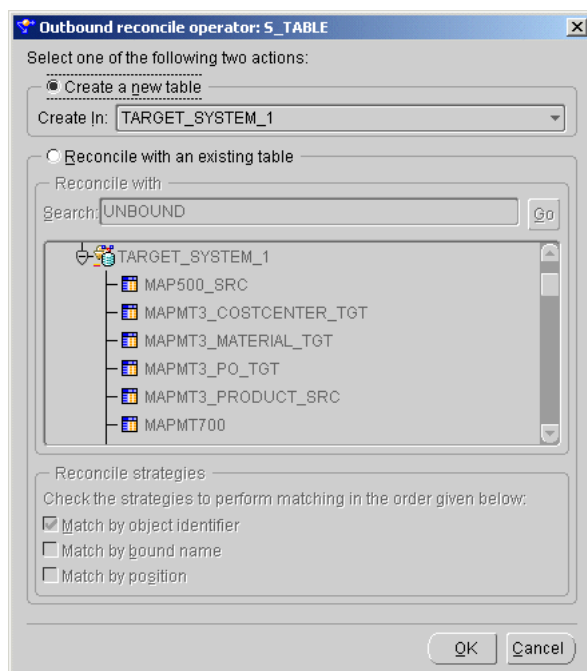 Outbound reconcile operator: S_TABLE
Select one of the following two actions:
Create a new table
Create In: TARGET_SYSTEM_1
Reconcile with an existing table
Reconcile with
Search: UNBOUND Go
TARGET_SYSTEM_1
MAP500_SRC
MAPMT3_COSTCENTER_TGT
MAPMT3_MATERIAL_TGT
MAPMT3_PO_TGT
MAPMT3_PRODUCT_SRC
MAPMT700
Reconcile strategies
Check the strategies to perform matching in the order given below:
Match by object identifier
Match by bound name
Match by position
OK Cancel